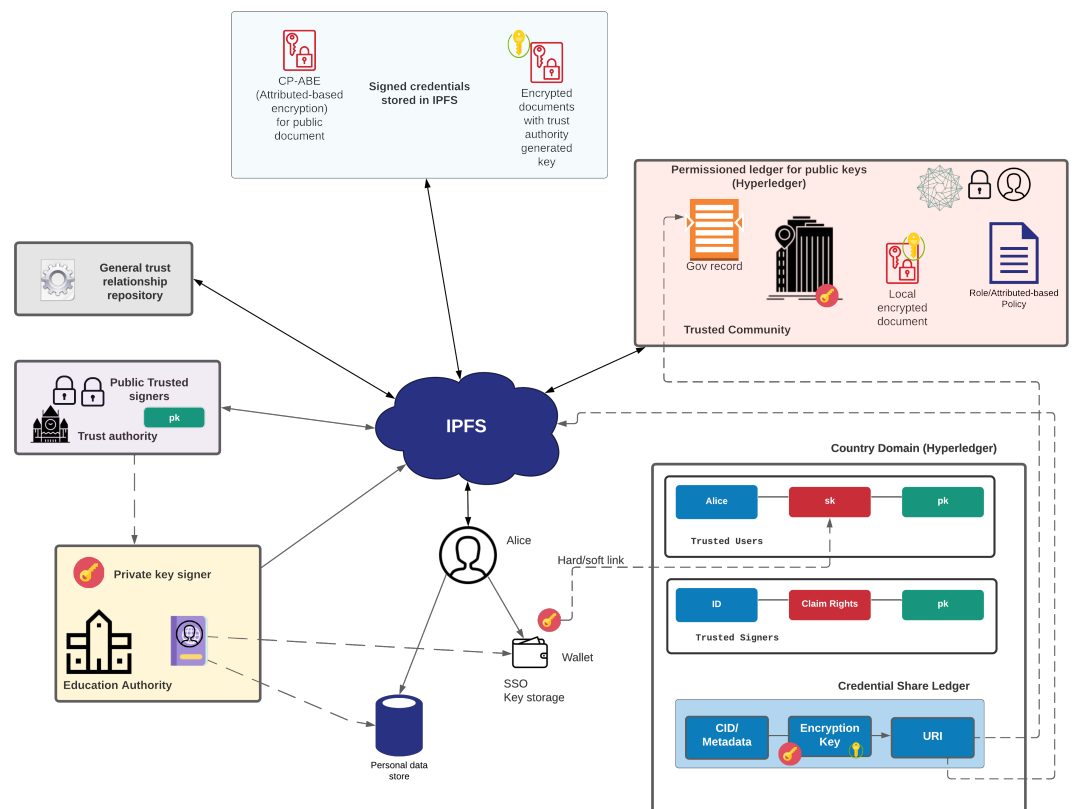 CP-ABE
(Attributed-based
encryption)
for public
document
Signed credentials
stored in IPFS
Encrypted
documents
with trust
authority
generated
key
Permissioned ledger for public keys
(Hyperledger)
Gov record
Local
encrypted
document
Role/Attributed-based
Policy
Trusted Community
General trust
relationship
repository
Public Trusted
signers
pk
Trust authority
IPFS
Private key signer
Education Authority
Alice
Hard/soft link
Wallet
SSO
Key storage
Personal data
store
Country Domain (Hyperledger)
Alice
sk
pk
Trusted Users
ID
Claim Rights
pk
Trusted Signers
Credential Share Ledger
CID/
Metadata
Encryption
Key
URI